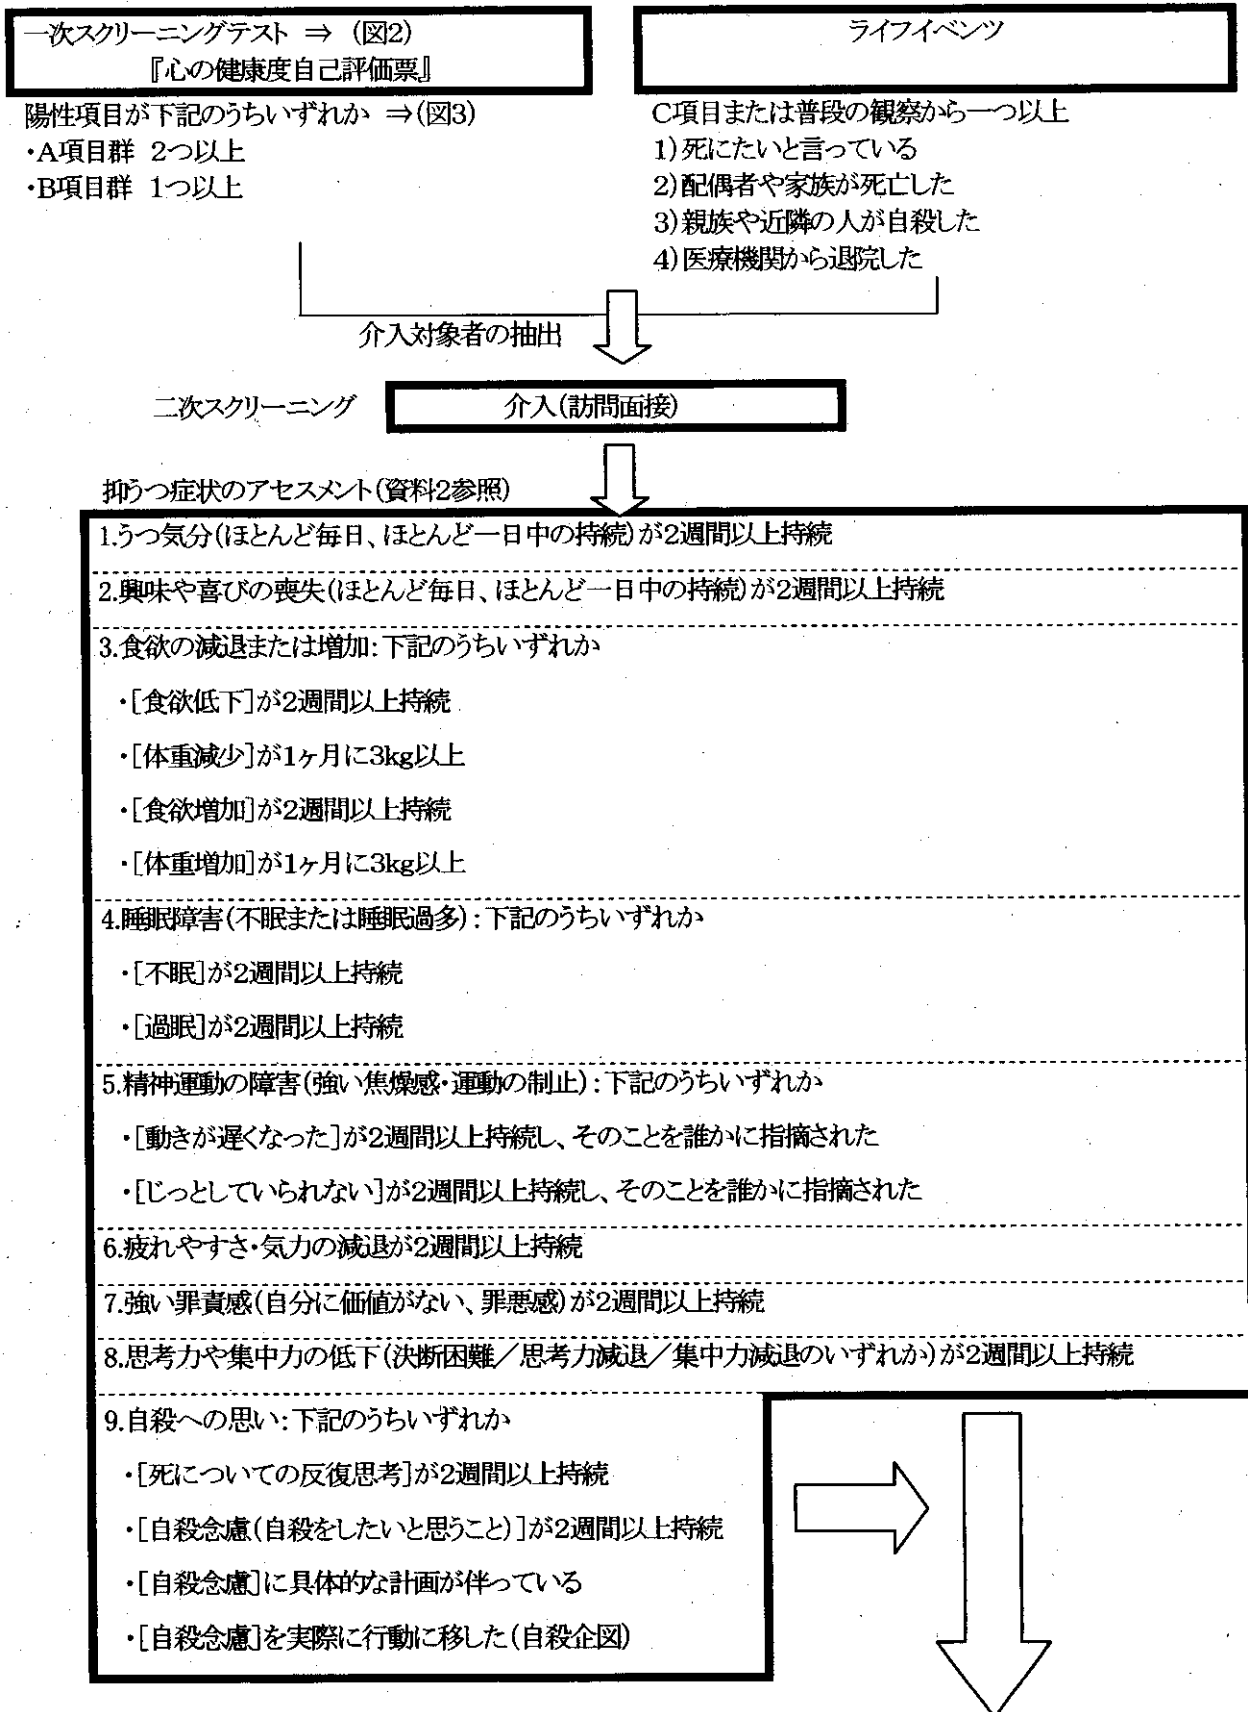 一次スクリーニングテスト ⇒ (図2)
『心の健康度自己評価票』
陽性項目が下記のうちいずれか ⇒(図3)
・A項目群 2つ以上
・B項目群 1つ以上
ライフイベンツ
C項目または普段の観察から一つ以上
1)死にたいと言っている
2)配偶者や家族が死亡した
3)親族や近隣の人が自殺した
4)医療機関から退院した
介入対象者の抽出
二次スクリーニング
介入(訪問面接)
抑うつ症状のアセスメント(資料2参照)
1.うつ気分(ほとんど毎日、ほとんど一日中の持続)が2週間以上持続
2.興味や喜びの喪失(ほとんど毎日、ほとんど一日中の持続)が2週間以上持続
3.食欲の減退または増加:下記のうちいずれか
・[食欲低下]が2週間以上持続
・[体重減少]が1ヶ月に3kg以上
・[食欲増加]が2週間以上持続
・[体重増加]が1ヶ月に3kg以上
4.睡眠障害(不眠または睡眠過多):下記のうちいずれか
・[不眠]が2週間以上持続
・[過眠]が2週間以上持続
5.精神運動の障害(強い焦燥感・運動の制止):下記のうちいずれか
・[動きが遅くなった]が2週間以上持続し、そのことを誰かに指摘された
・[じっとしていられない]が2週間以上持続し、そのことを誰かに指摘された
6.疲れやすさ・気力の減退が2週間以上持続
7.強い罪責感(自分に価値がない、罪悪感)が2週間以上持続
8.思考力や集中力の低下(決断困難/思考力減退/集中力減退のいずれか)が2週間以上持続
9.自殺への思い:下記のうちいずれか
・[死についての反復思考]が2週間以上持続
・[自殺念慮(自殺をしたいと思うこと)]が2週間以上持続
・[自殺念慮]に具体的な計画が伴っている
・[自殺念慮]を実際に行動に移した(自殺企図)